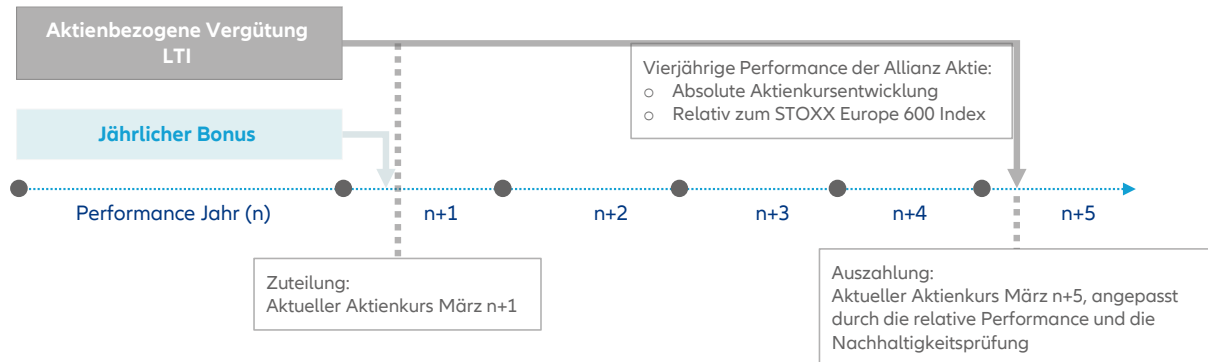 Aktienbezogene Vergütung
LTI
Vierjährige Performance der Allianz Aktie:
○ Absolute Aktienkursentwicklung
○ Relativ zum STOXX Europe 600 Index
Jährlicher Bonus
Performance Jahr (n)
n+1
n+2
n+3
n+4
n+5
Zuteilung:
Aktueller Aktienkurs März n+1
Auszahlung:
Aktueller Aktienkurs März n+5, angepasst
durch die relative Performance und die
Nachhaltigkeitsprüfung